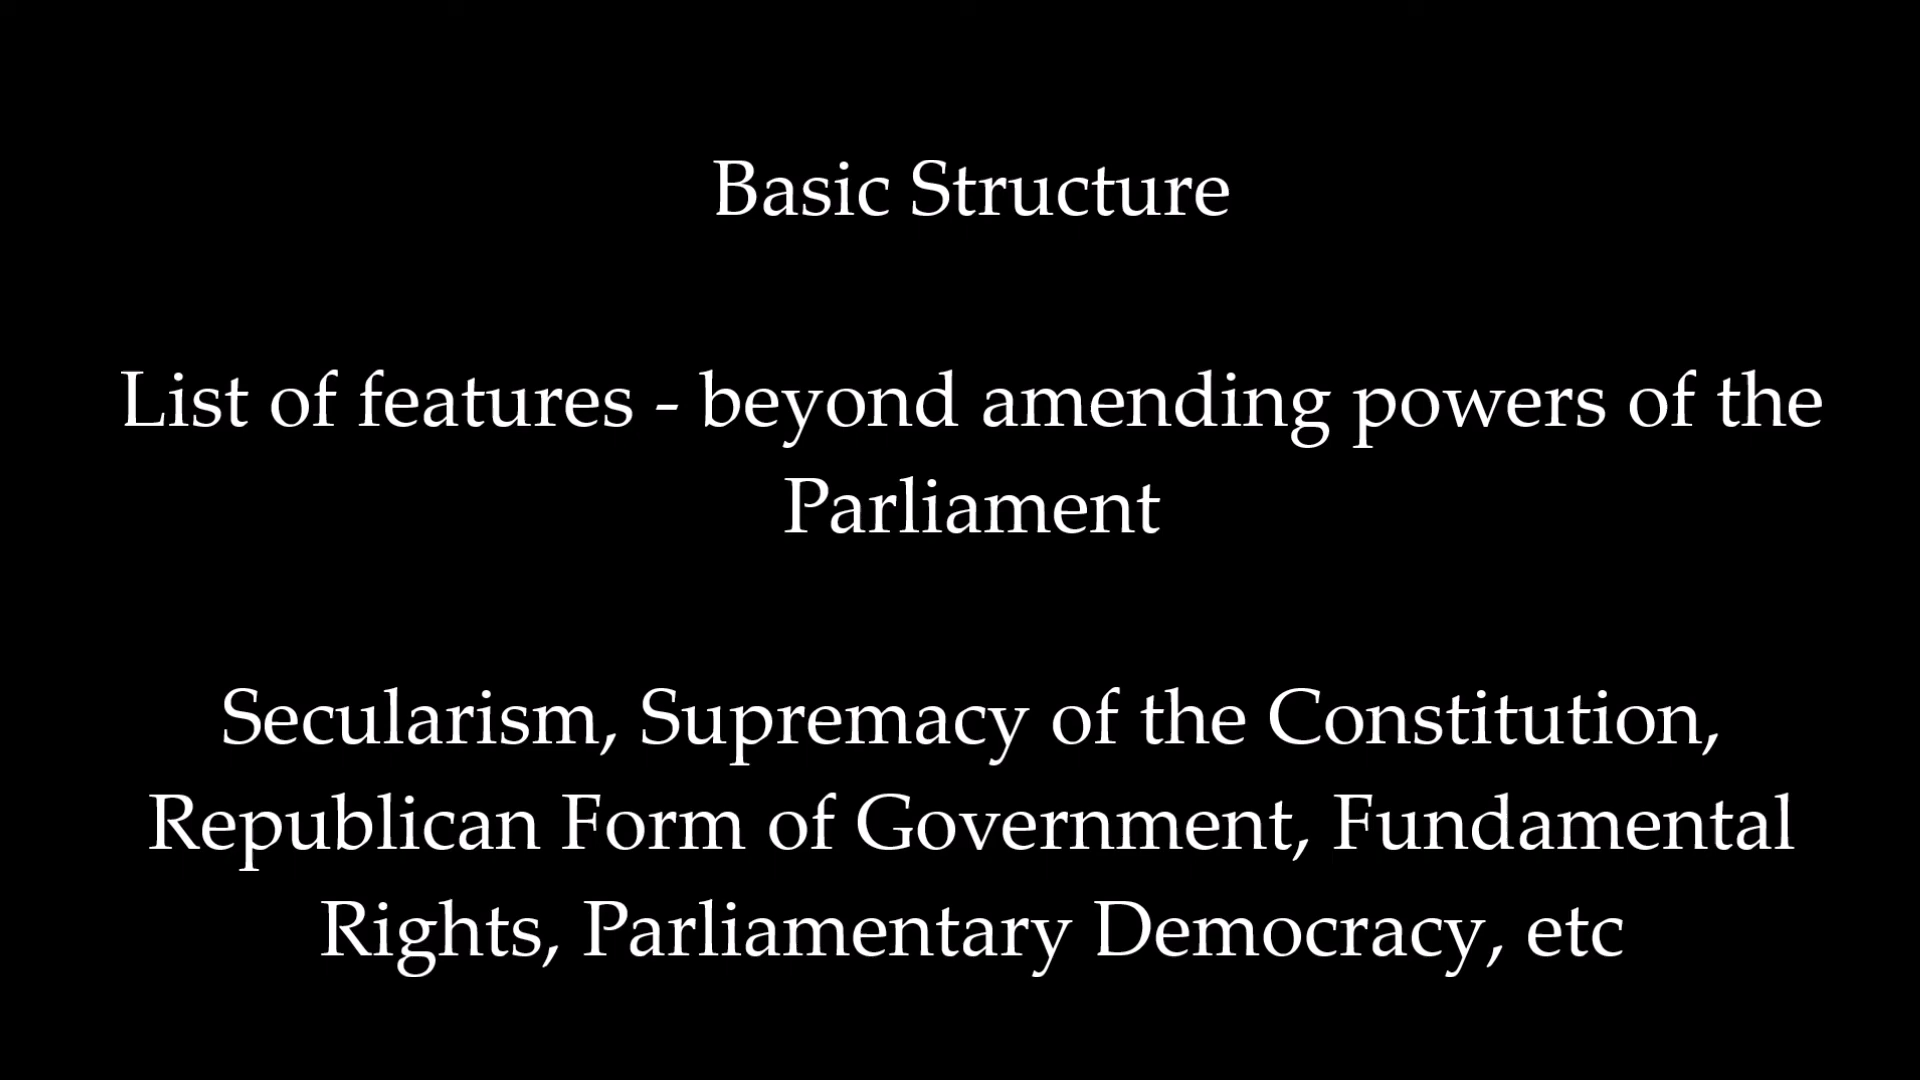 Basic Structure
List of features - beyond amending powers of the
Parliament
Secularism, Supremacy of the Constitution,
Republican Form of Government, Fundamental
Rights, Parliamentary Democracy, etc